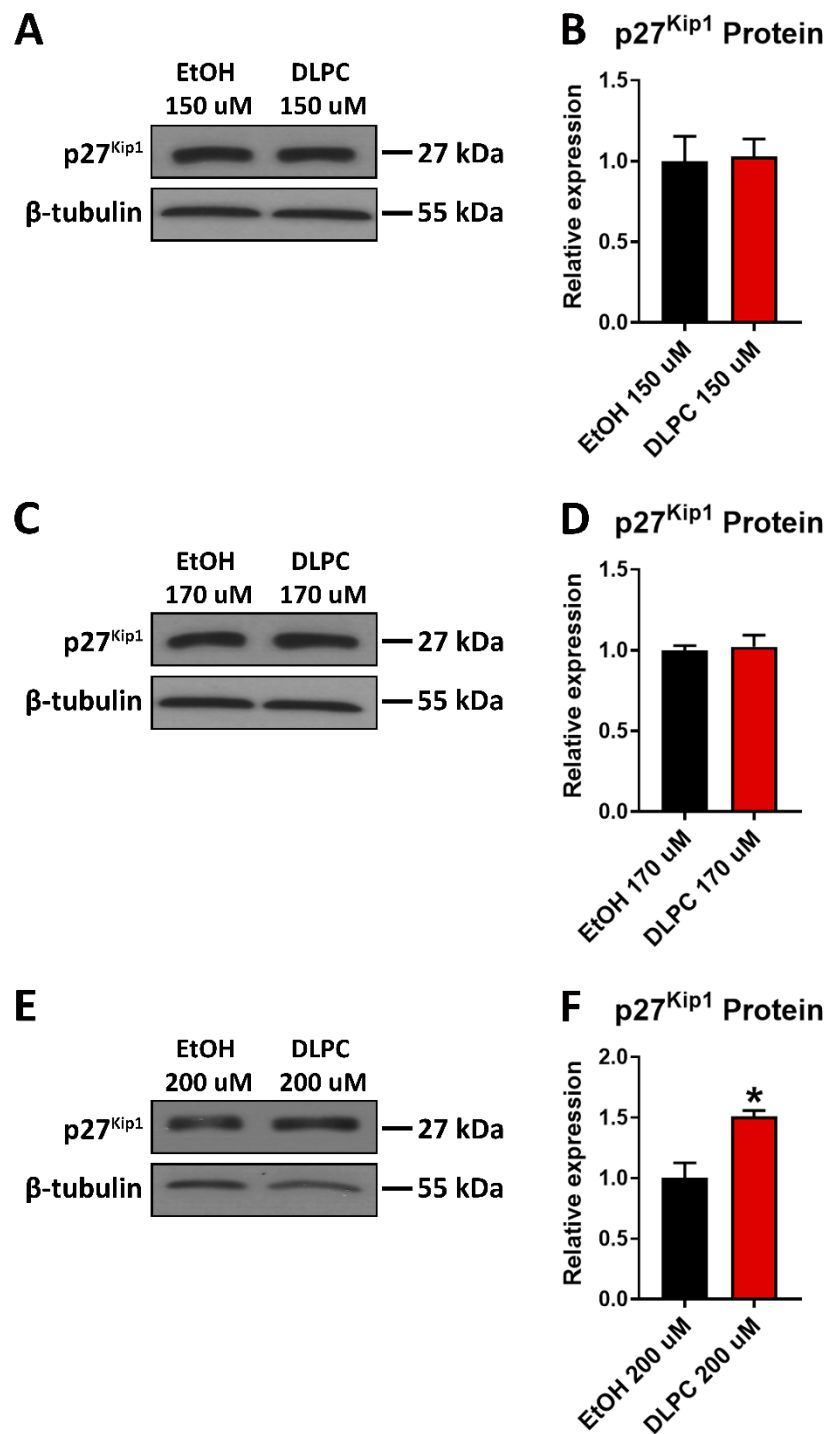 A
EtOH DLPC
150 uM 150 uM
p27Kip1
27 kDa
β-tubulin
55 kDa
B p27Kip1 Protein
Relative expression
1.5
1.0
0.5
0.0
EtOH 150 uM
DLPC 150 uM
C
EtOH DLPC
170 uM 170 uM
p27Kip1
27 kDa
β-tubulin
55 kDa
D p27Kip1 Protein
Relative expression
1.5
1.0
0.5
0.0
EtOH 170 uM
DLPC 170 uM
E
EtOH DLPC
200 uM 200 uM
p27Kip1
27 kDa
β-tubulin
55 kDa
F p27Kip1 Protein
Relative expression
2.0
1.5
1.0
0.5
0.0
*
EtOH 200 uM
DLPC 200 uM